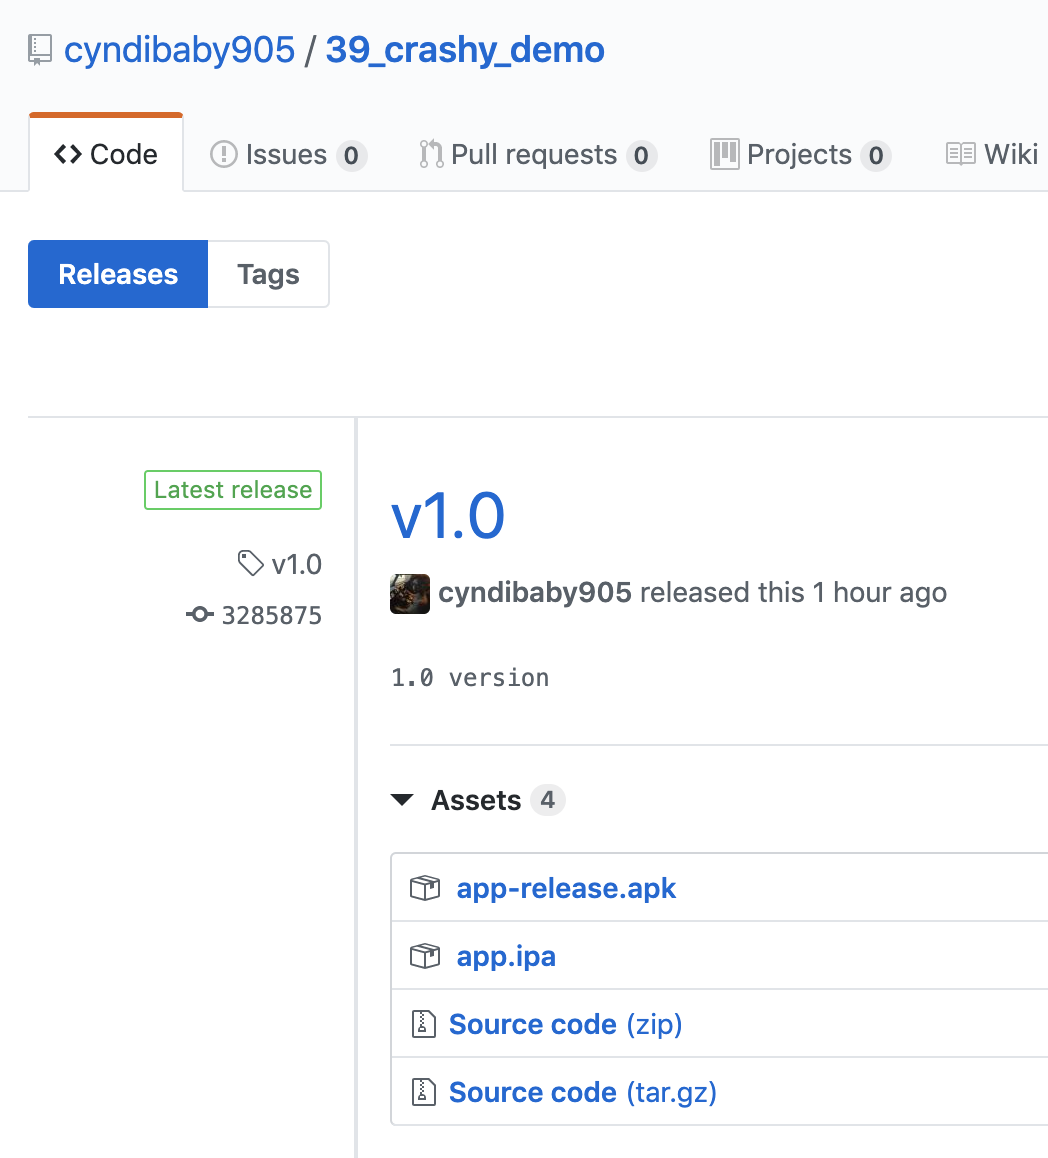 cyndibaby905 / 39_crashy_demo
Code Issues 0 Pull requests 0 Projects 0 Wiki
Releases Tags
Latest release
v1.0
3285875
v1.0
cyndibaby905 released this 1 hour ago
1.0 version
Assets 4
app-release.apk
app.ipa
Source code (zip)
Source code (tar.gz)